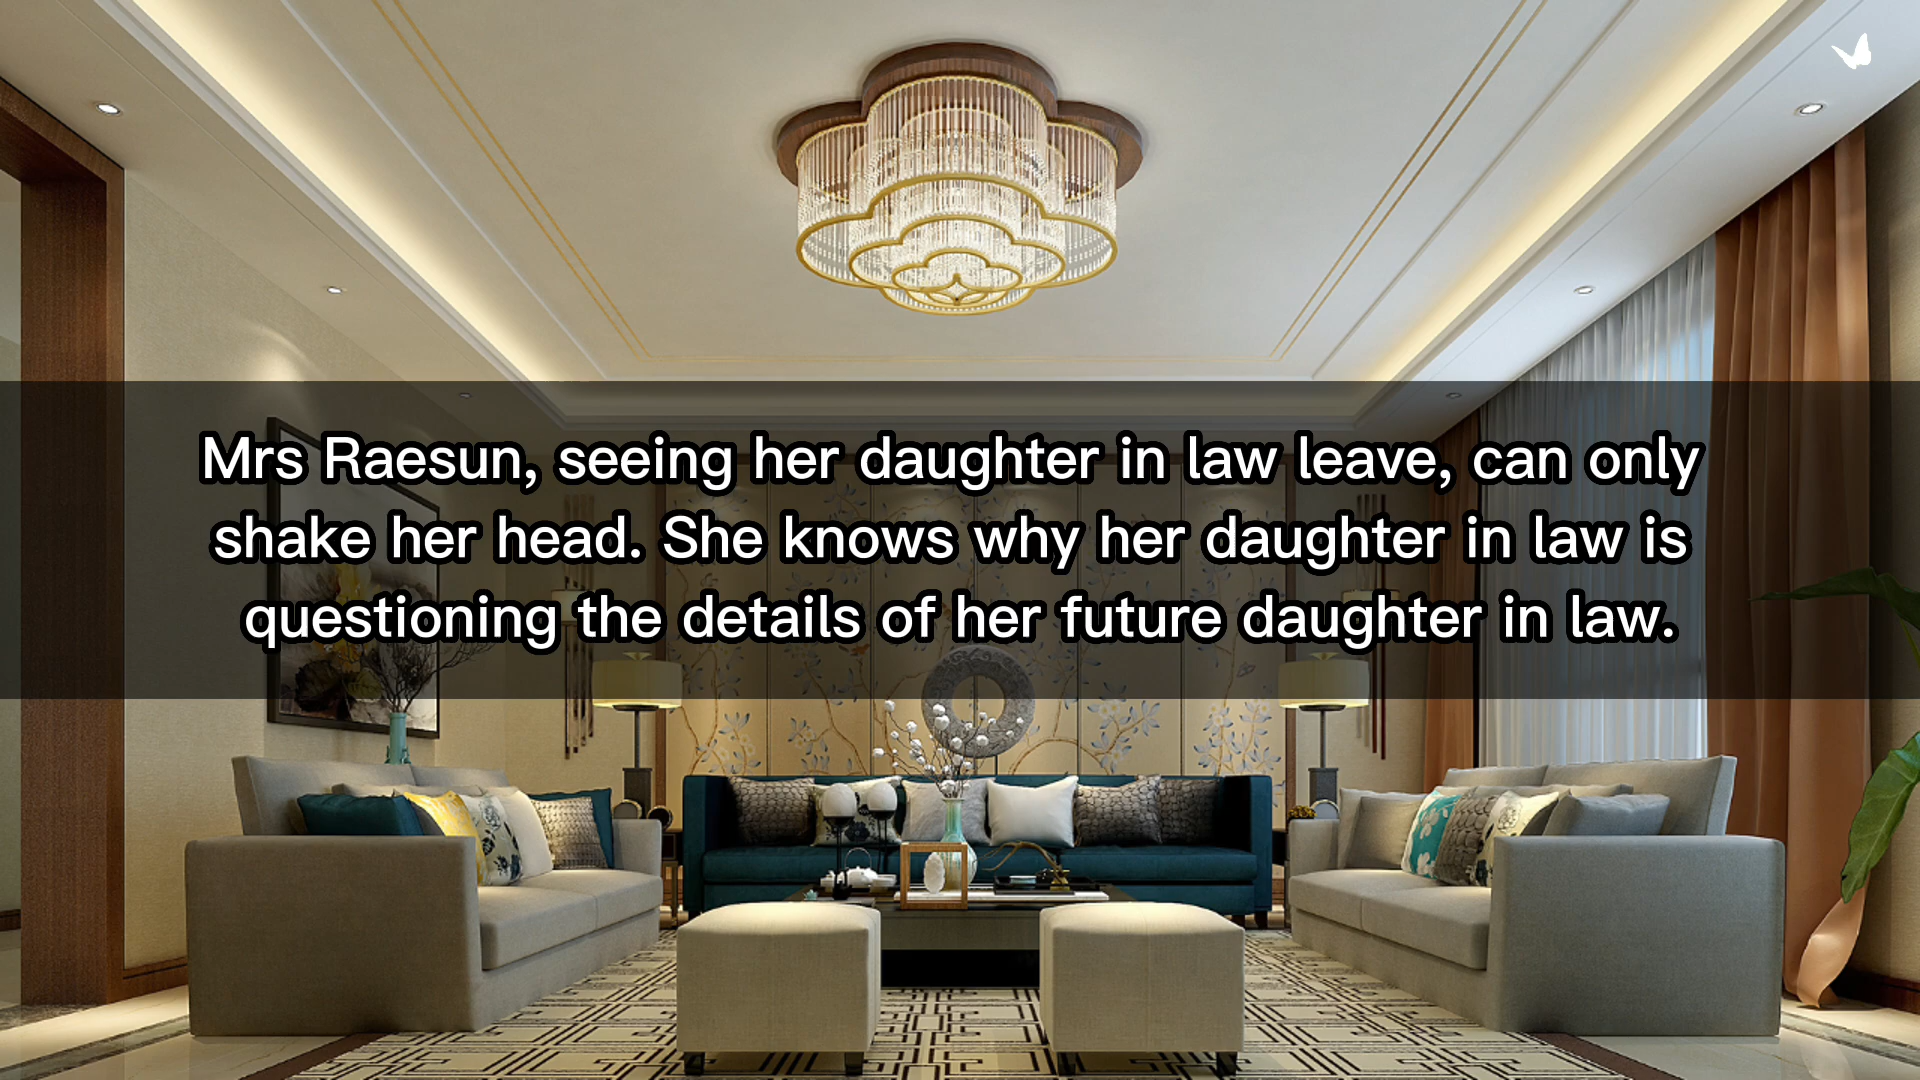 Mrs Raesun, seeing her daughter in law leave, can only
shake her head. She knows why her daughter in law is
questioning the details of her future daughter in law.